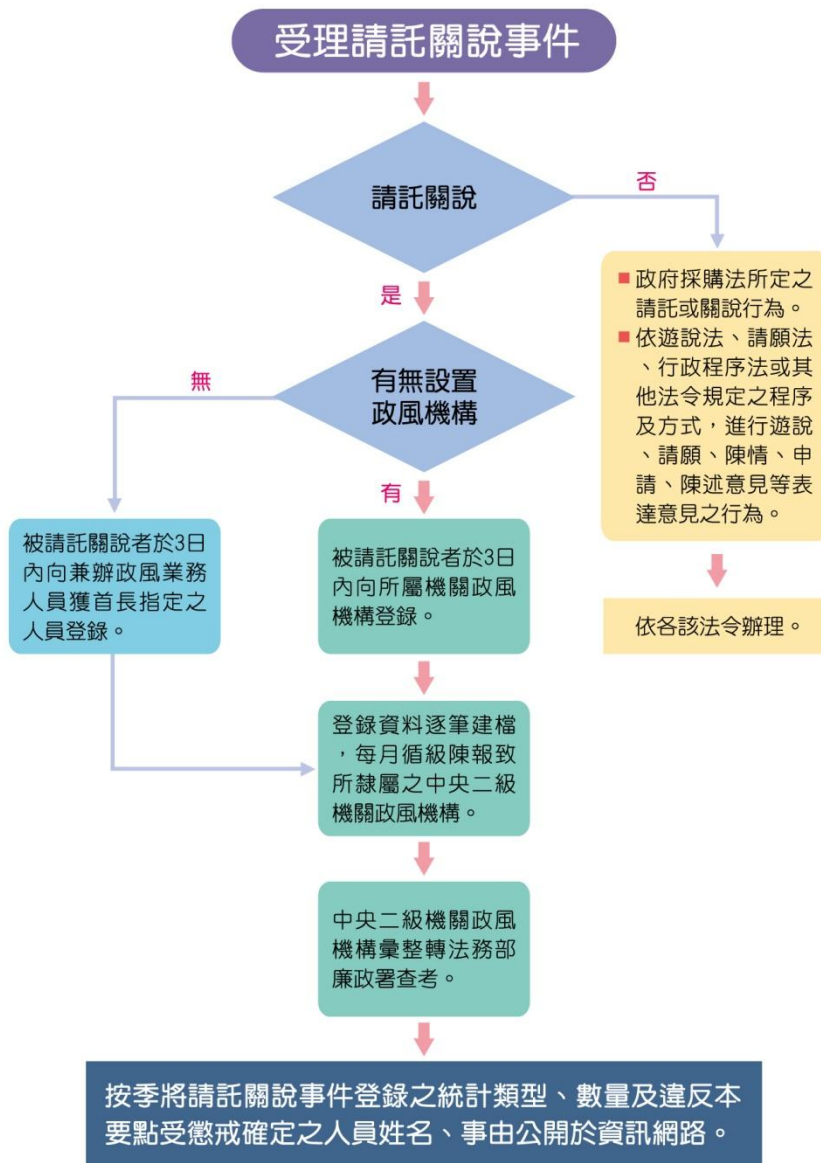 受理請託關說事件
請託關說
否
是
■政府採購法所定之
請託或關說行為。
■依遊說法、請願法
、行政程序法或其
他法令規定之程序
及方式，進行遊說
、請願、陳情、申
請、陳述意見等表
達意見之行為。
依各該法令辦理。
有無設置
政風機構
無
有
被請託關說者於3日
內向兼辦政風業務
人員獲首長指定之
人員登錄。
被請託關說者於3日
內向所屬機關政風
機構登錄。
登錄資料逐筆建檔
，每月循級陳報致
所隸屬之中央二級
機關政風機構。
中央二級機關政風
機構彙整轉法務部
廉政署查考。
按季將請託關說事件登錄之統計類型、數量及違反本
要點受懲戒確定之人員姓名、事由公開於資訊網路。